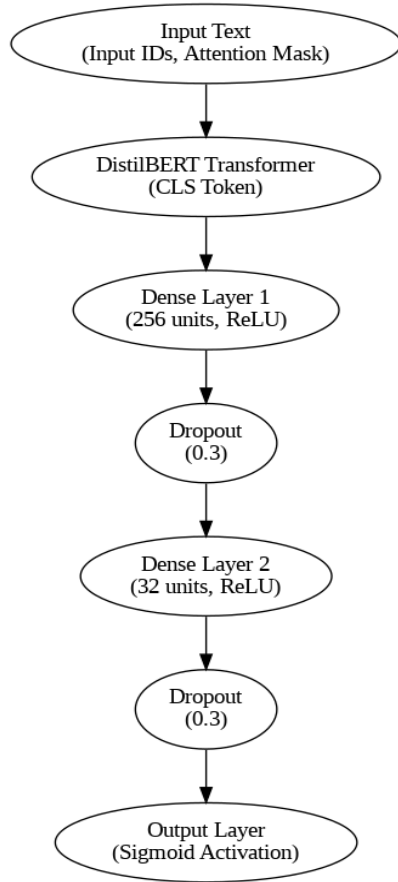 Input Text
(Input IDs, Attention Mask)
DistilBERT Transformer
(CLS Token)
Dense Layer 1
(256 units, ReLU)
Dropout
(0.3)
Dense Layer 2
(32 units, ReLU)
Dropout
(0.3)
Output Layer
(Sigmoid Activation)